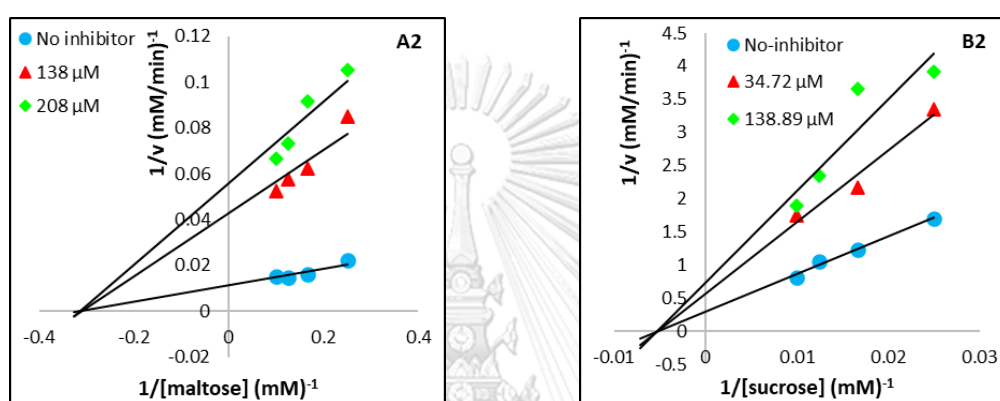 No inhibitor
138 µM
208 µM
A2
1/v (mM/min)-1
0.12
0.1
0.08
0.06
0.04
0.02
0
-0.02
-0.4
-0.2
0
0.2
0.4
1/[maltose] (mM)-1
No-inhibitor
34.72 µM
138.89 µM
B2
1/v (mM/min)-1
4.5
4
3.5
3
2.5
2
1.5
1
0.5
0
-0.5
-0.01
0
0.01
0.02
0.03
1/[sucrose] (mM)-1